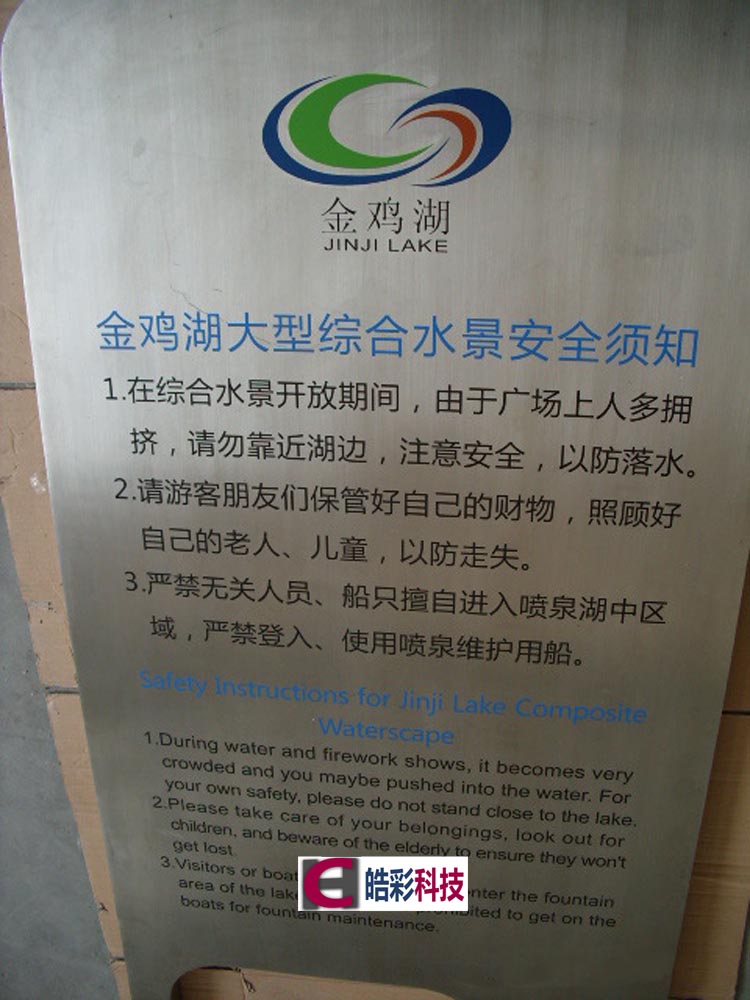 金鸡湖
JINJI LAKE
金鸡湖大型综合水景安全须知
1.在综合水景开放期间，由于广场上人多拥
挤，请勿靠近湖边，注意安全，以防落水。
2.请游客朋友们保管好自己的财物，照顾好
自己的老人、儿童，以防走失。
3.严禁无关人员、船只擅自进入喷泉湖中区
域，严禁登入、使用喷泉维护用船。
Safety Instructions for Jinji Lake Composite
Waterscape
1.During water and firework shows, it becomes very
crowded and you maybe pushed into the water. For
your own safety, please do not stand close to the lake.
2.Please take care of your belongings, look out for
children, and beware of the elderly to ensure they won't
get lost.
3.Visitors or enter the fountain
area of the prohibited to get on the
boats for fountain maintenance.
皓彩科技